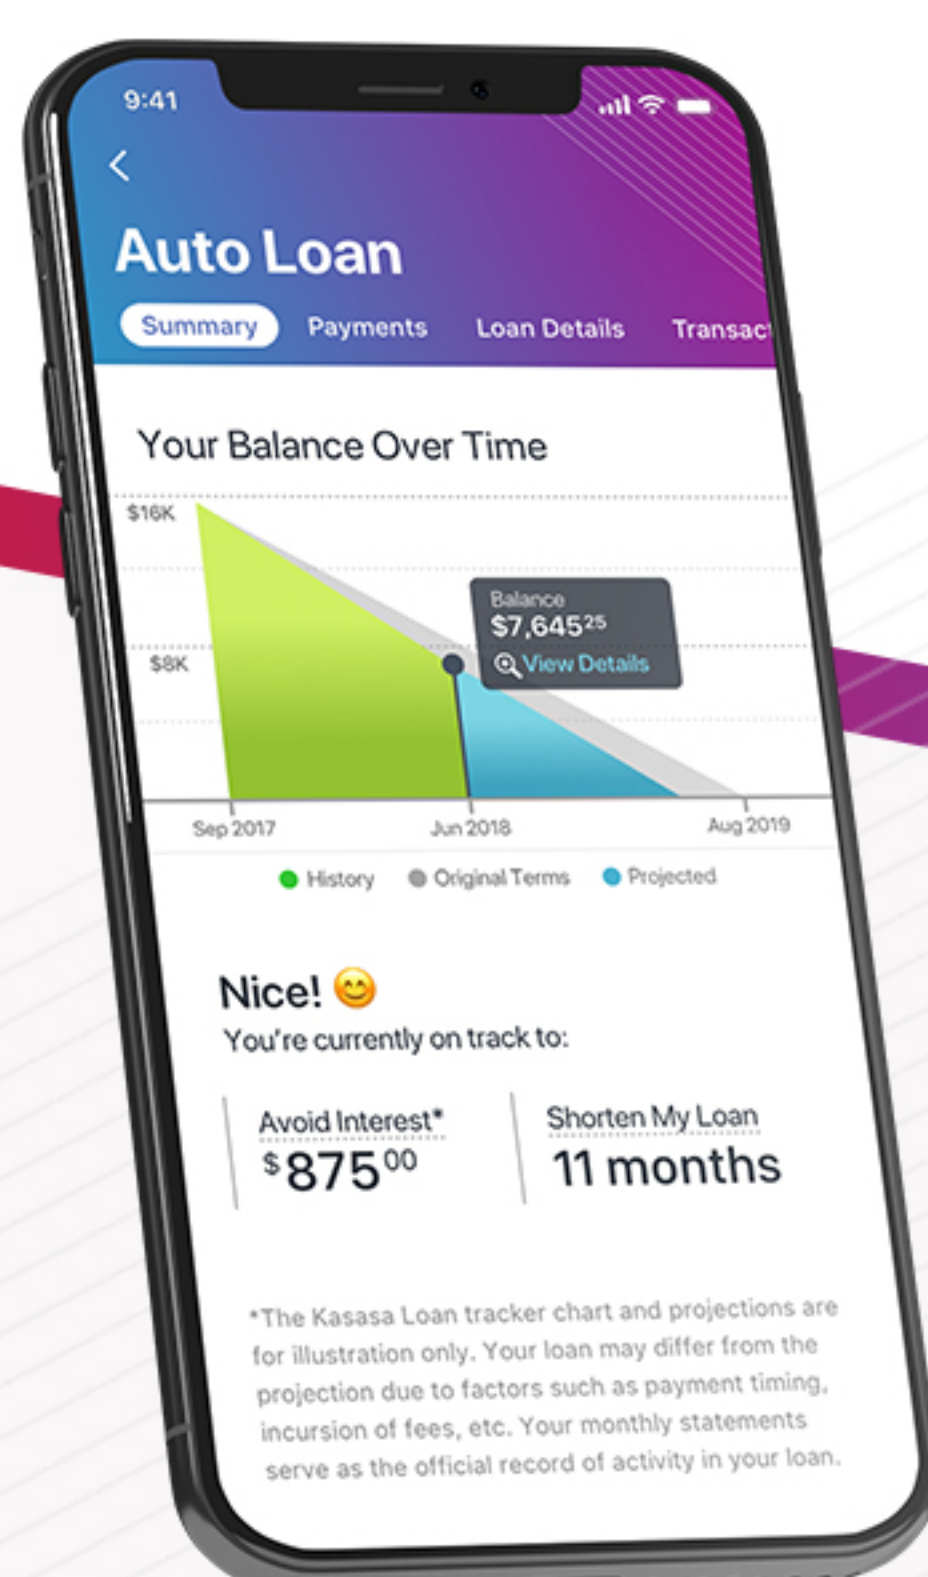 9:41
Auto Loan
Summary Payments Loan Details Transac
Your Balance Over Time
$16K
Balance
$7,645²⁵
View Details
$8K
Sep 2017 Jun 2018 Aug 2019
History Original Terms Projected
Nice! 😊
You're currently on track to:
Avoid Interest* Shorten My Loan
$875⁰⁰ 11 months
*The Kasasa Loan tracker chart and projections are
for illustration only. Your loan may differ from the
projection due to factors such as payment timing,
incursion of fees, etc. Your monthly statements
serve as the official record of activity in your loan.